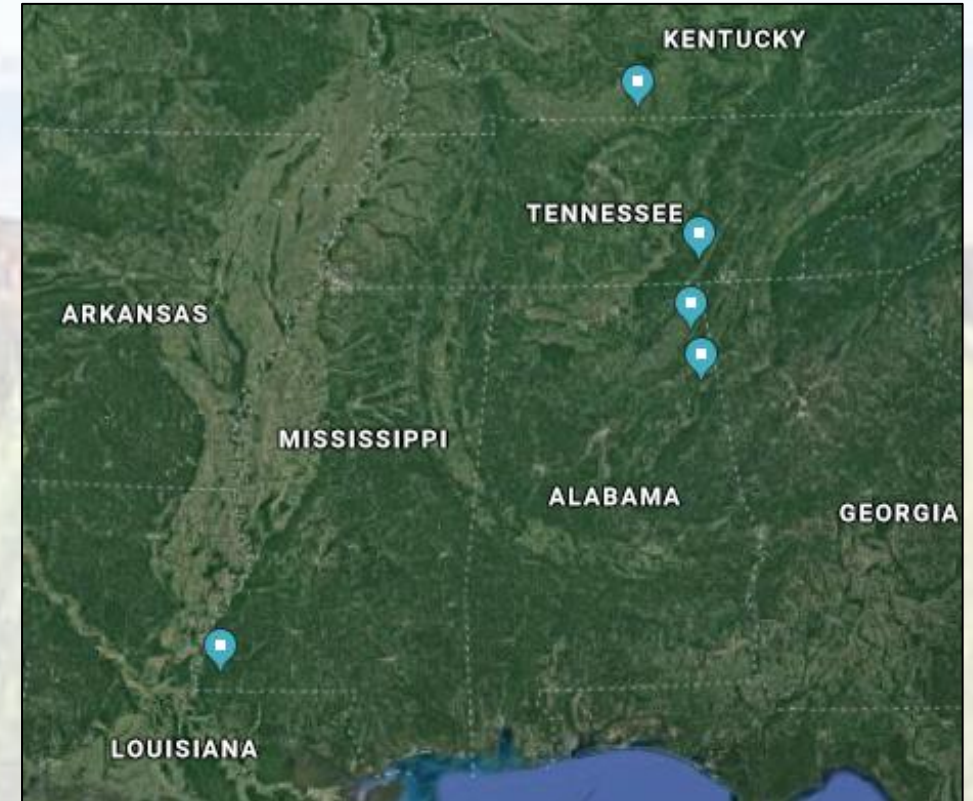 KENTUCKY
TENNESSEE
ARKANSAS
MISSISSIPPI
ALABAMA
GEORGIA
LOUISIANA